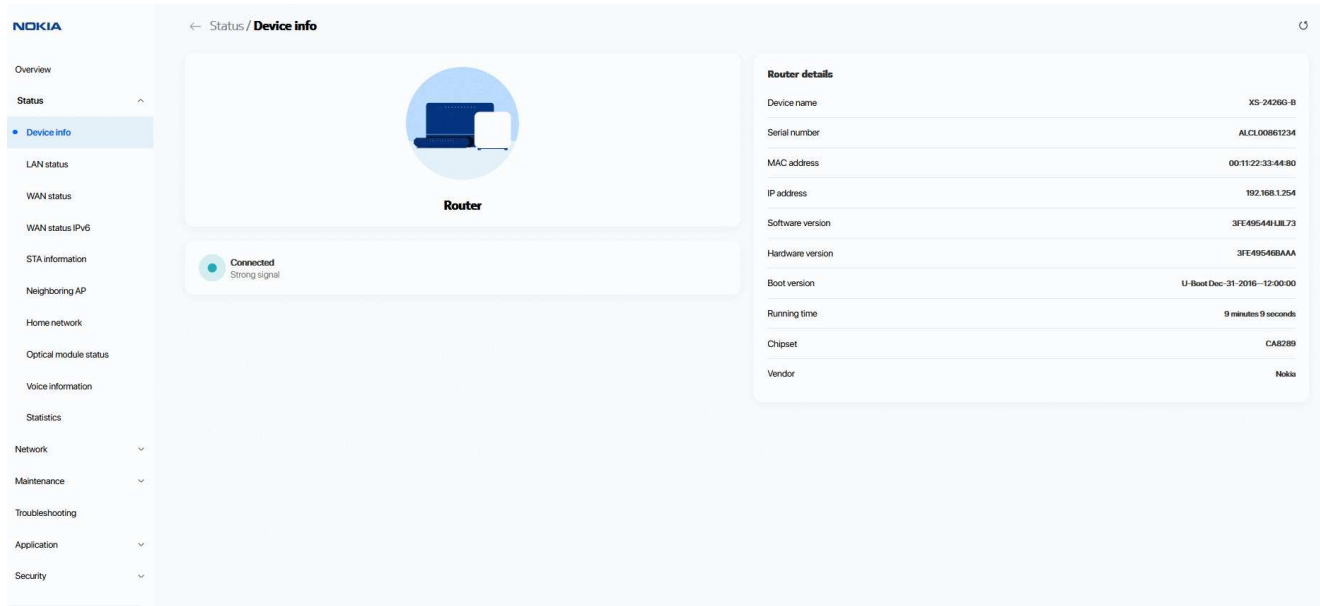 NOKIA
← Status / Device info
Overview
Status
Device info
LAN status
WAN status
WAN status IPv6
STA information
Neighboring AP
Home network
Optical module status
Voice information
Statistics
Network
Maintenance
Troubleshooting
Application
Security
Router
Connected
Strong signal
Router details
Device name XS-2426G-B
Serial number ALCL00861234
MAC address 00:11:22:33:44:80
IP address 192.168.1.254
Software version 3FE49544HJIL73
Hardware version 3FE49546BAAA
Boot version U-Boot Dec-31-2016--12:00:00
Running time 9 minutes 9 seconds
Chipset CA8289
Vendor Nokia